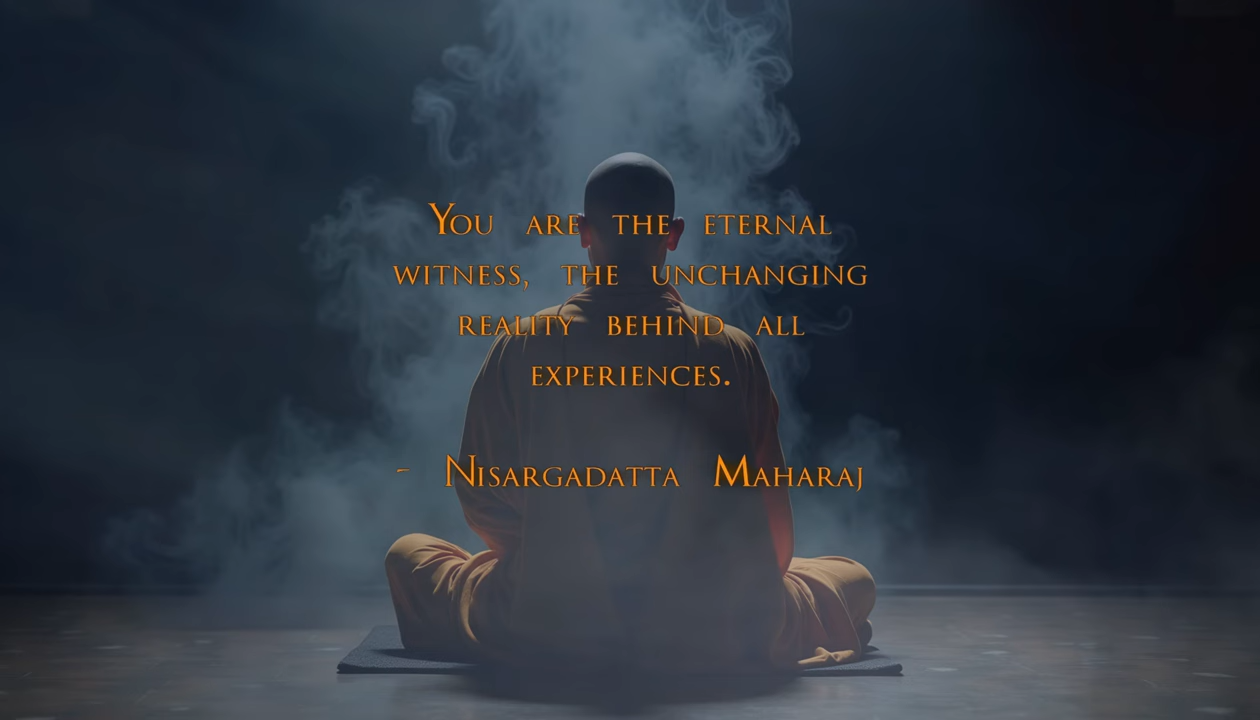 You are the eternal
witness, the unchanging
reality behind all
experiences.
- Nisargadatta Maharaj